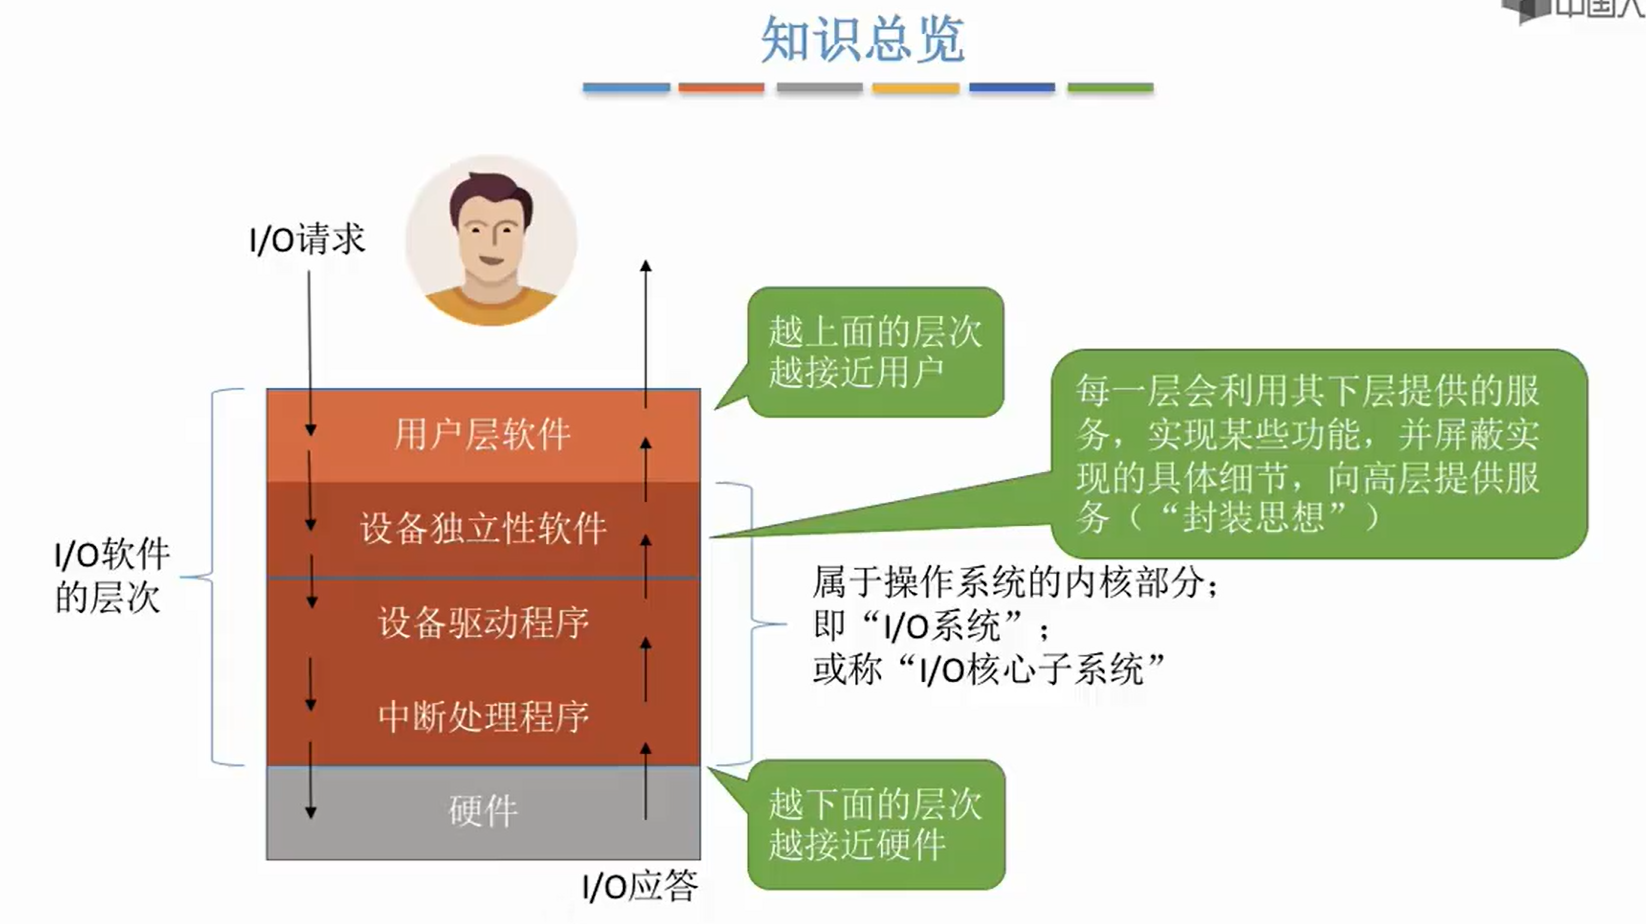 知识总览
I/O请求
越上面的层次
越接近用户
每一层会利用其下层提供的服
务，实现某些功能，并屏蔽实
现的具体细节，向高层提供服
务（“封装思想”）
用户层软件
设备独立性软件
I/O软件
的层次
设备驱动程序
中断处理程序
属于操作系统的内核部分；
即“I/O系统”；
或称“I/O核心子系统”
硬件
越下面的层次
越接近硬件
I/O应答